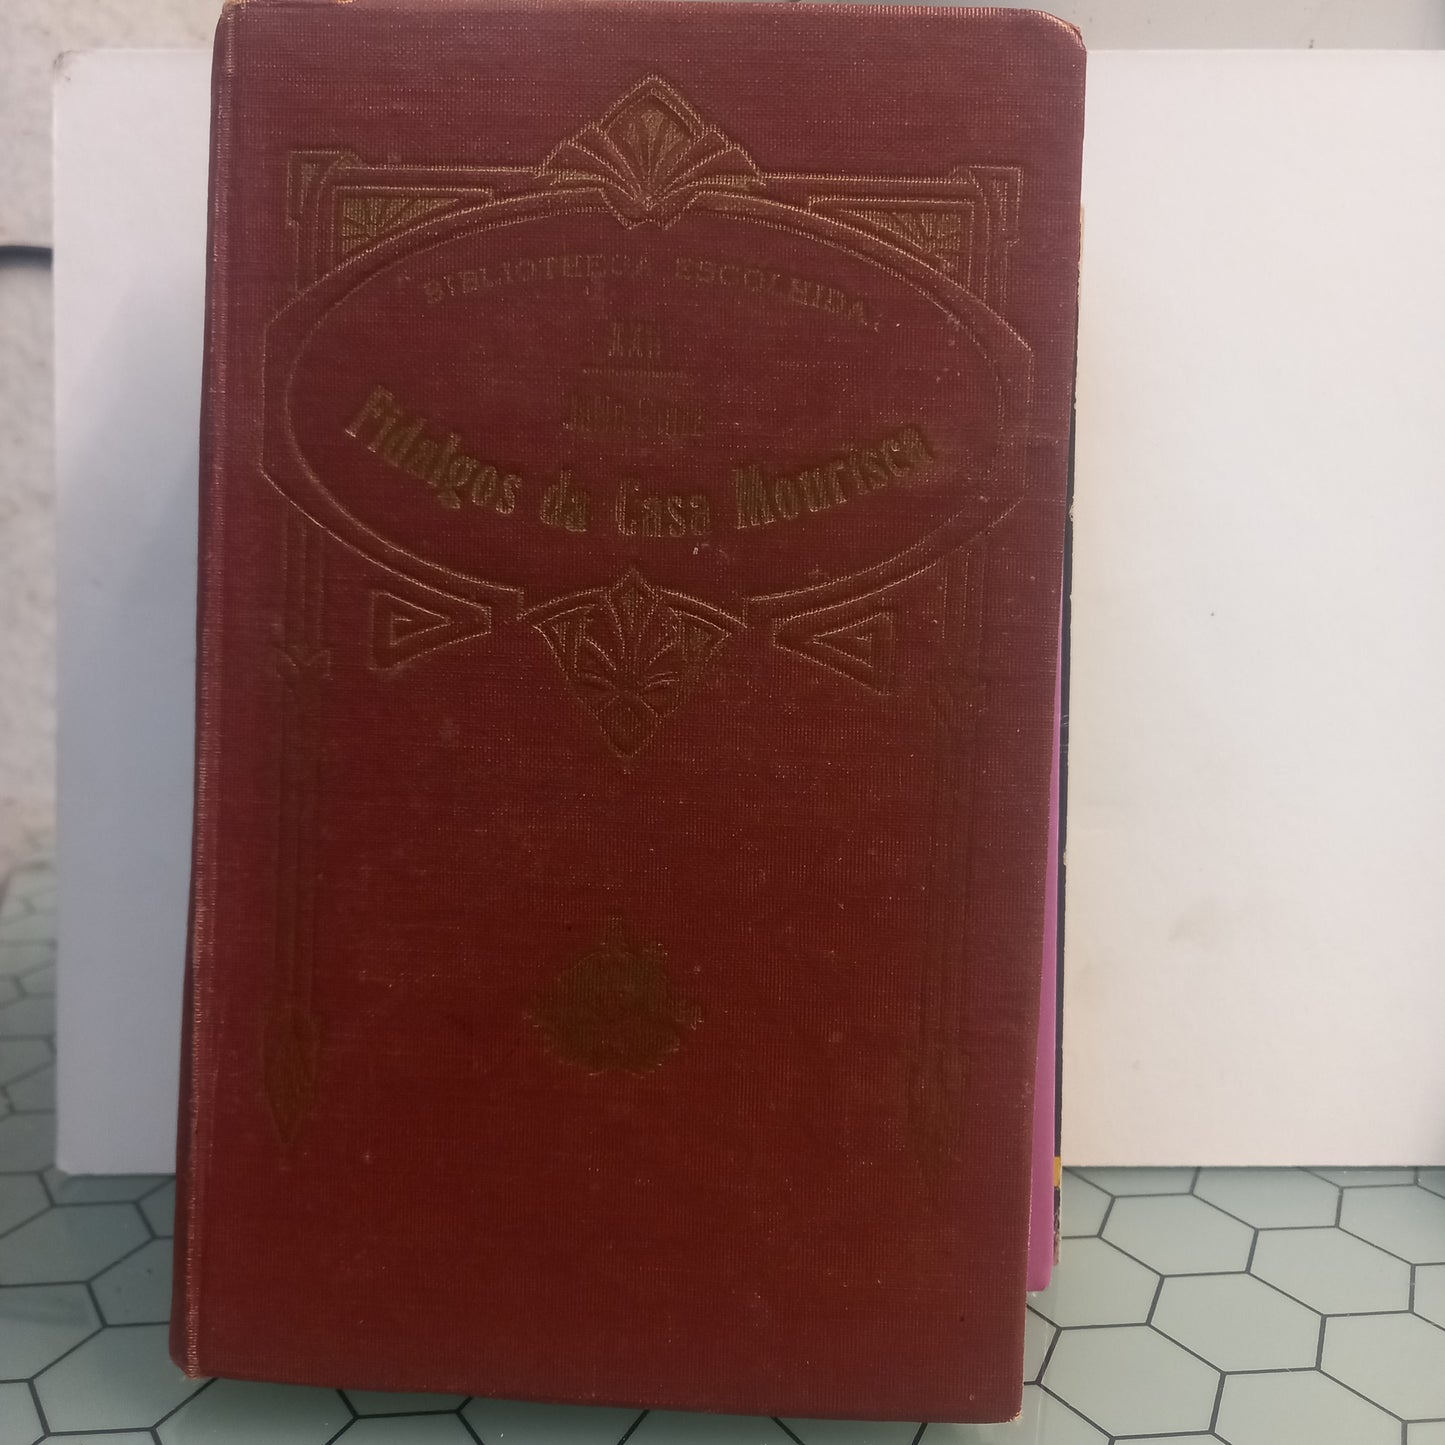 BIBLIOTHECA ESCOLHIDA
Fidalgos da Casa Mourisca